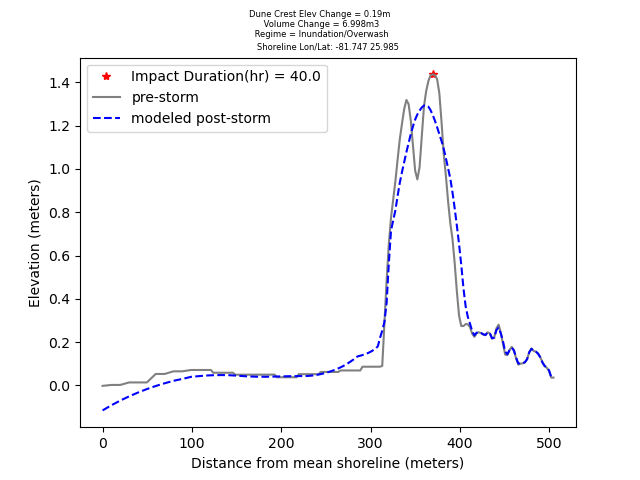 Dune Crest Elev Change = 0.19m
Volume Change = 6.998m3
Regime = Inundation/Overwash
Shoreline Lon/Lat: -81.747 25.985
Impact Duration(hr) = 40.0
pre-storm
modeled post-storm
Elevation (meters)
1.4
1.2
1.0
0.8
0.6
0.4
0.2
0.0
0 100 200 300 400 500
Distance from mean shoreline (meters)